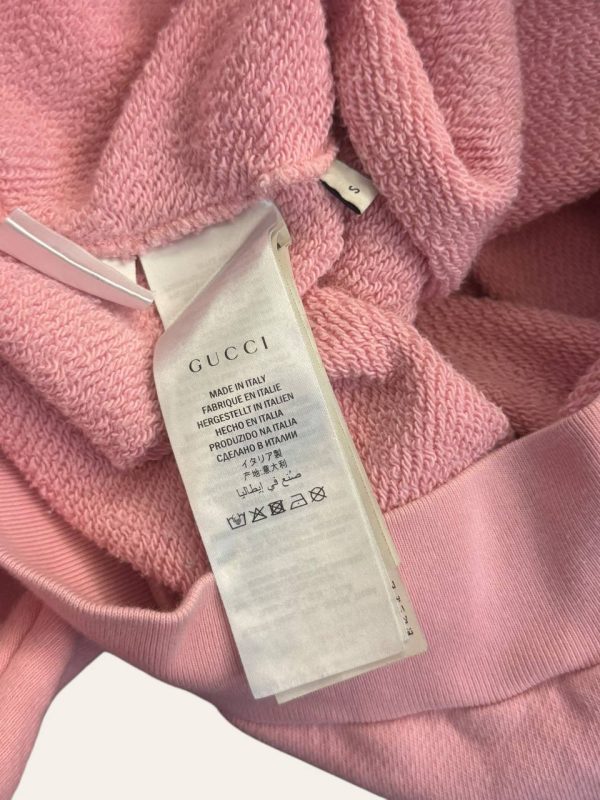 S
GUCCI
MADE IN ITALY
FABRIQUE EN ITALIE
HERGESTELLT IN ITALIEN
HECHO EN ITALIA
PRODUZIDO NA ITALIA
СДЕЛАНО В ИТАЛИИ
イタリア製
产地:意大利
صنع في إيطاليا